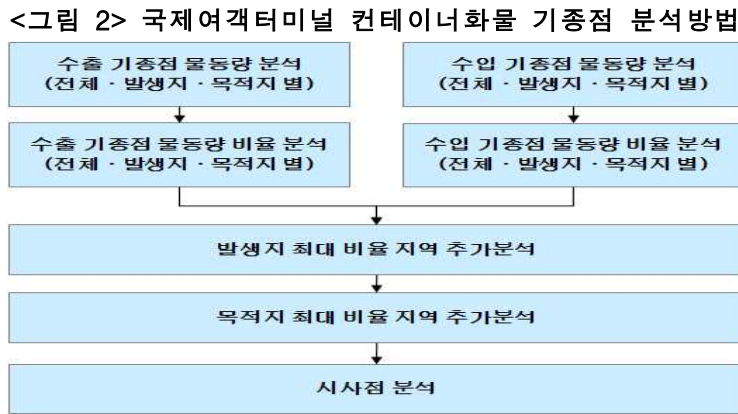 <그림 2> 국제여객터미널 컨테이너화물 기종점 분석방법
수출 기종점 물동량 분석
(전체 · 발생지 · 목적지 별)
수입 기종점 물동량 분석
(전체 · 발생지 · 목적지 별)
수출 기종점 물동량 비율 분석
(전체 · 발생지 · 목적지 별)
수입 기종점 물동량 비율 분석
(전체 · 발생지 · 목적지 별)
발생지 최대 비율 지역 추가분석
목적지 최대 비율 지역 추가분석
시사점 분석